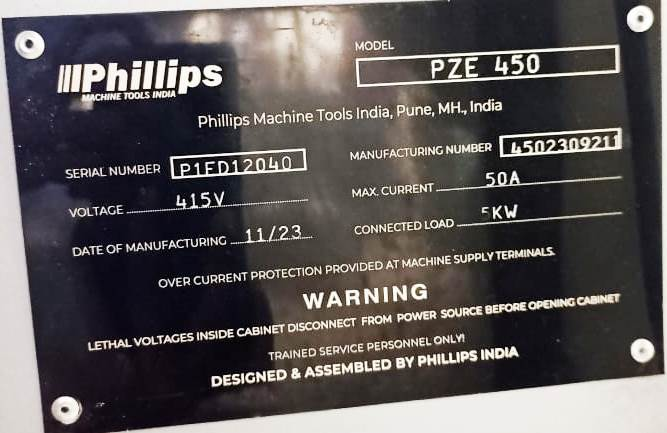 Phillips
MACHINE TOOLS INDIA
MODEL
PZE 450
Phillips Machine Tools India, Pune, MH., India
SERIAL NUMBER P1FD12040 MANUFACTURING NUMBER 4502309211
VOLTAGE 415V MAX. CURRENT 50A
DATE OF MANUFACTURING 11/23 CONNECTED LOAD 5KW
OVER CURRENT PROTECTION PROVIDED AT MACHINE SUPPLY TERMINALS.
WARNING
LETHAL VOLTAGES INSIDE CABINET DISCONNECT FROM POWER SOURCE BEFORE OPENING CABINET
TRAINED SERVICE PERSONNEL ONLY!
DESIGNED & ASSEMBLED BY PHILLIPS INDIA